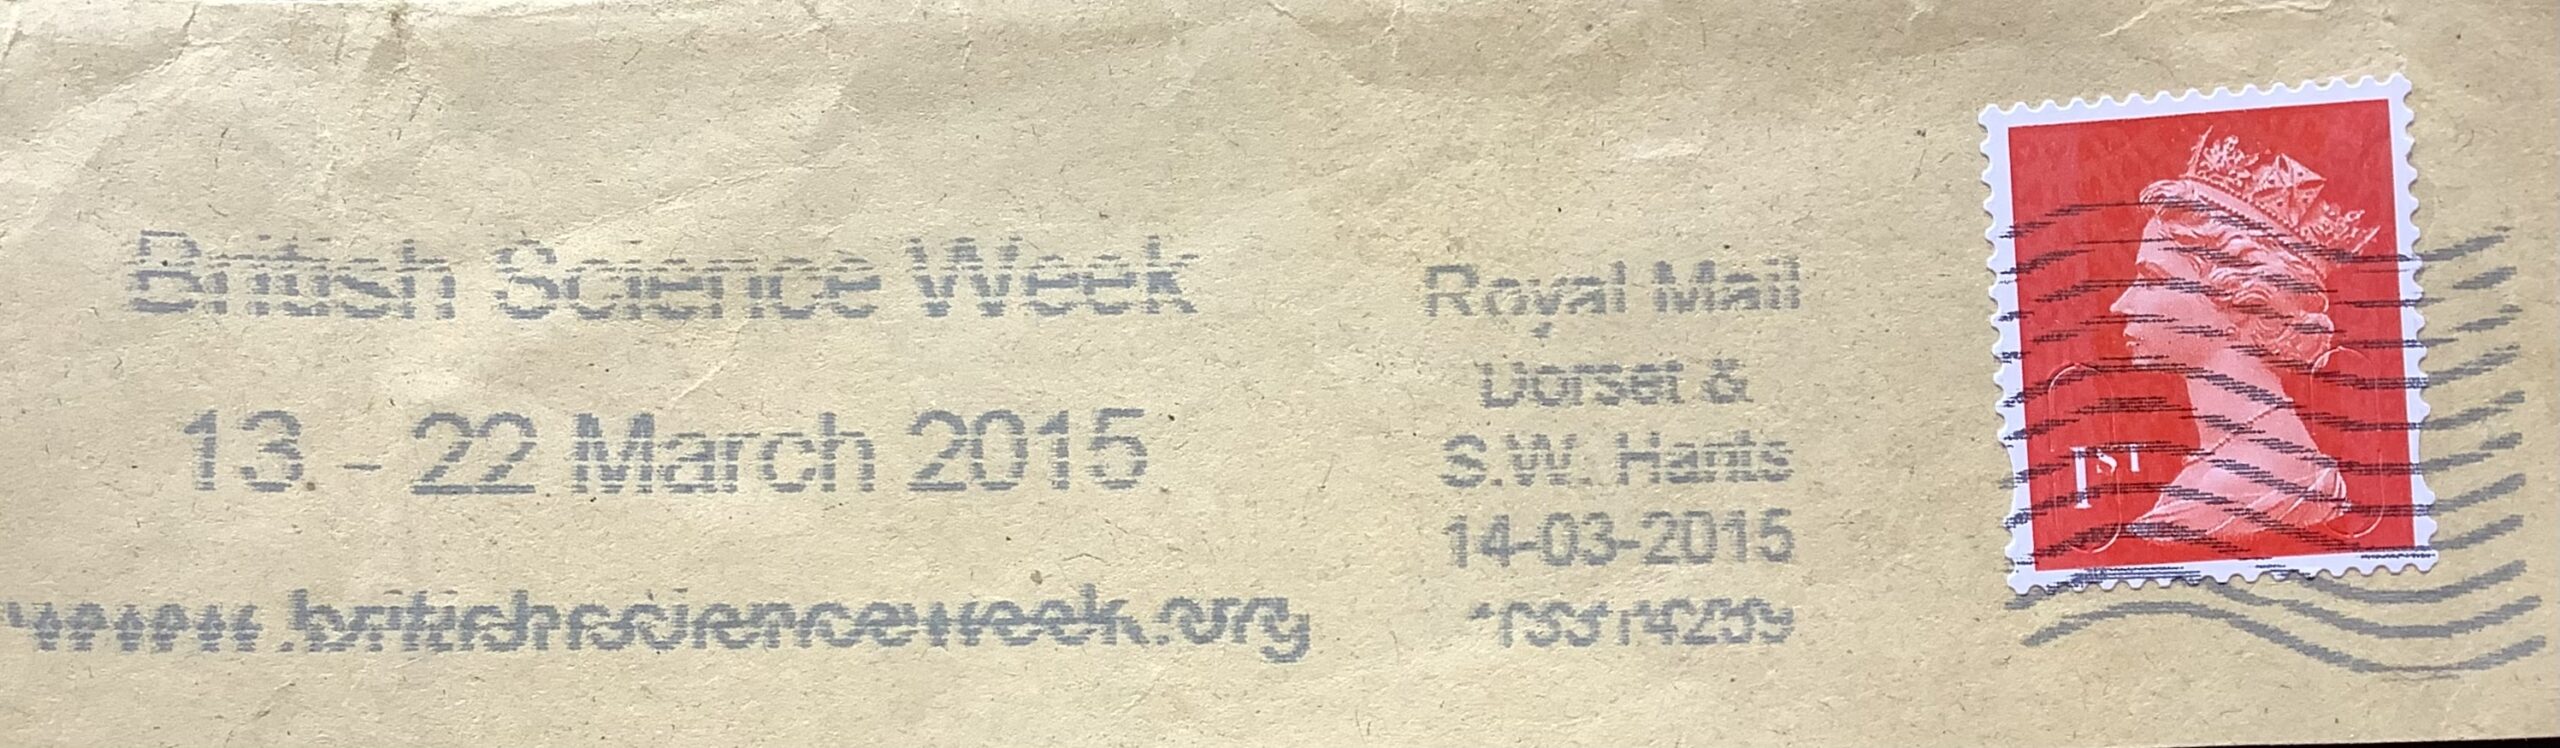 British Science Week
13 - 22 March 2015
www.britishscienceweek.org
Royal Mail
Dorset &
S.W. Hants
14-03-2015
1ST